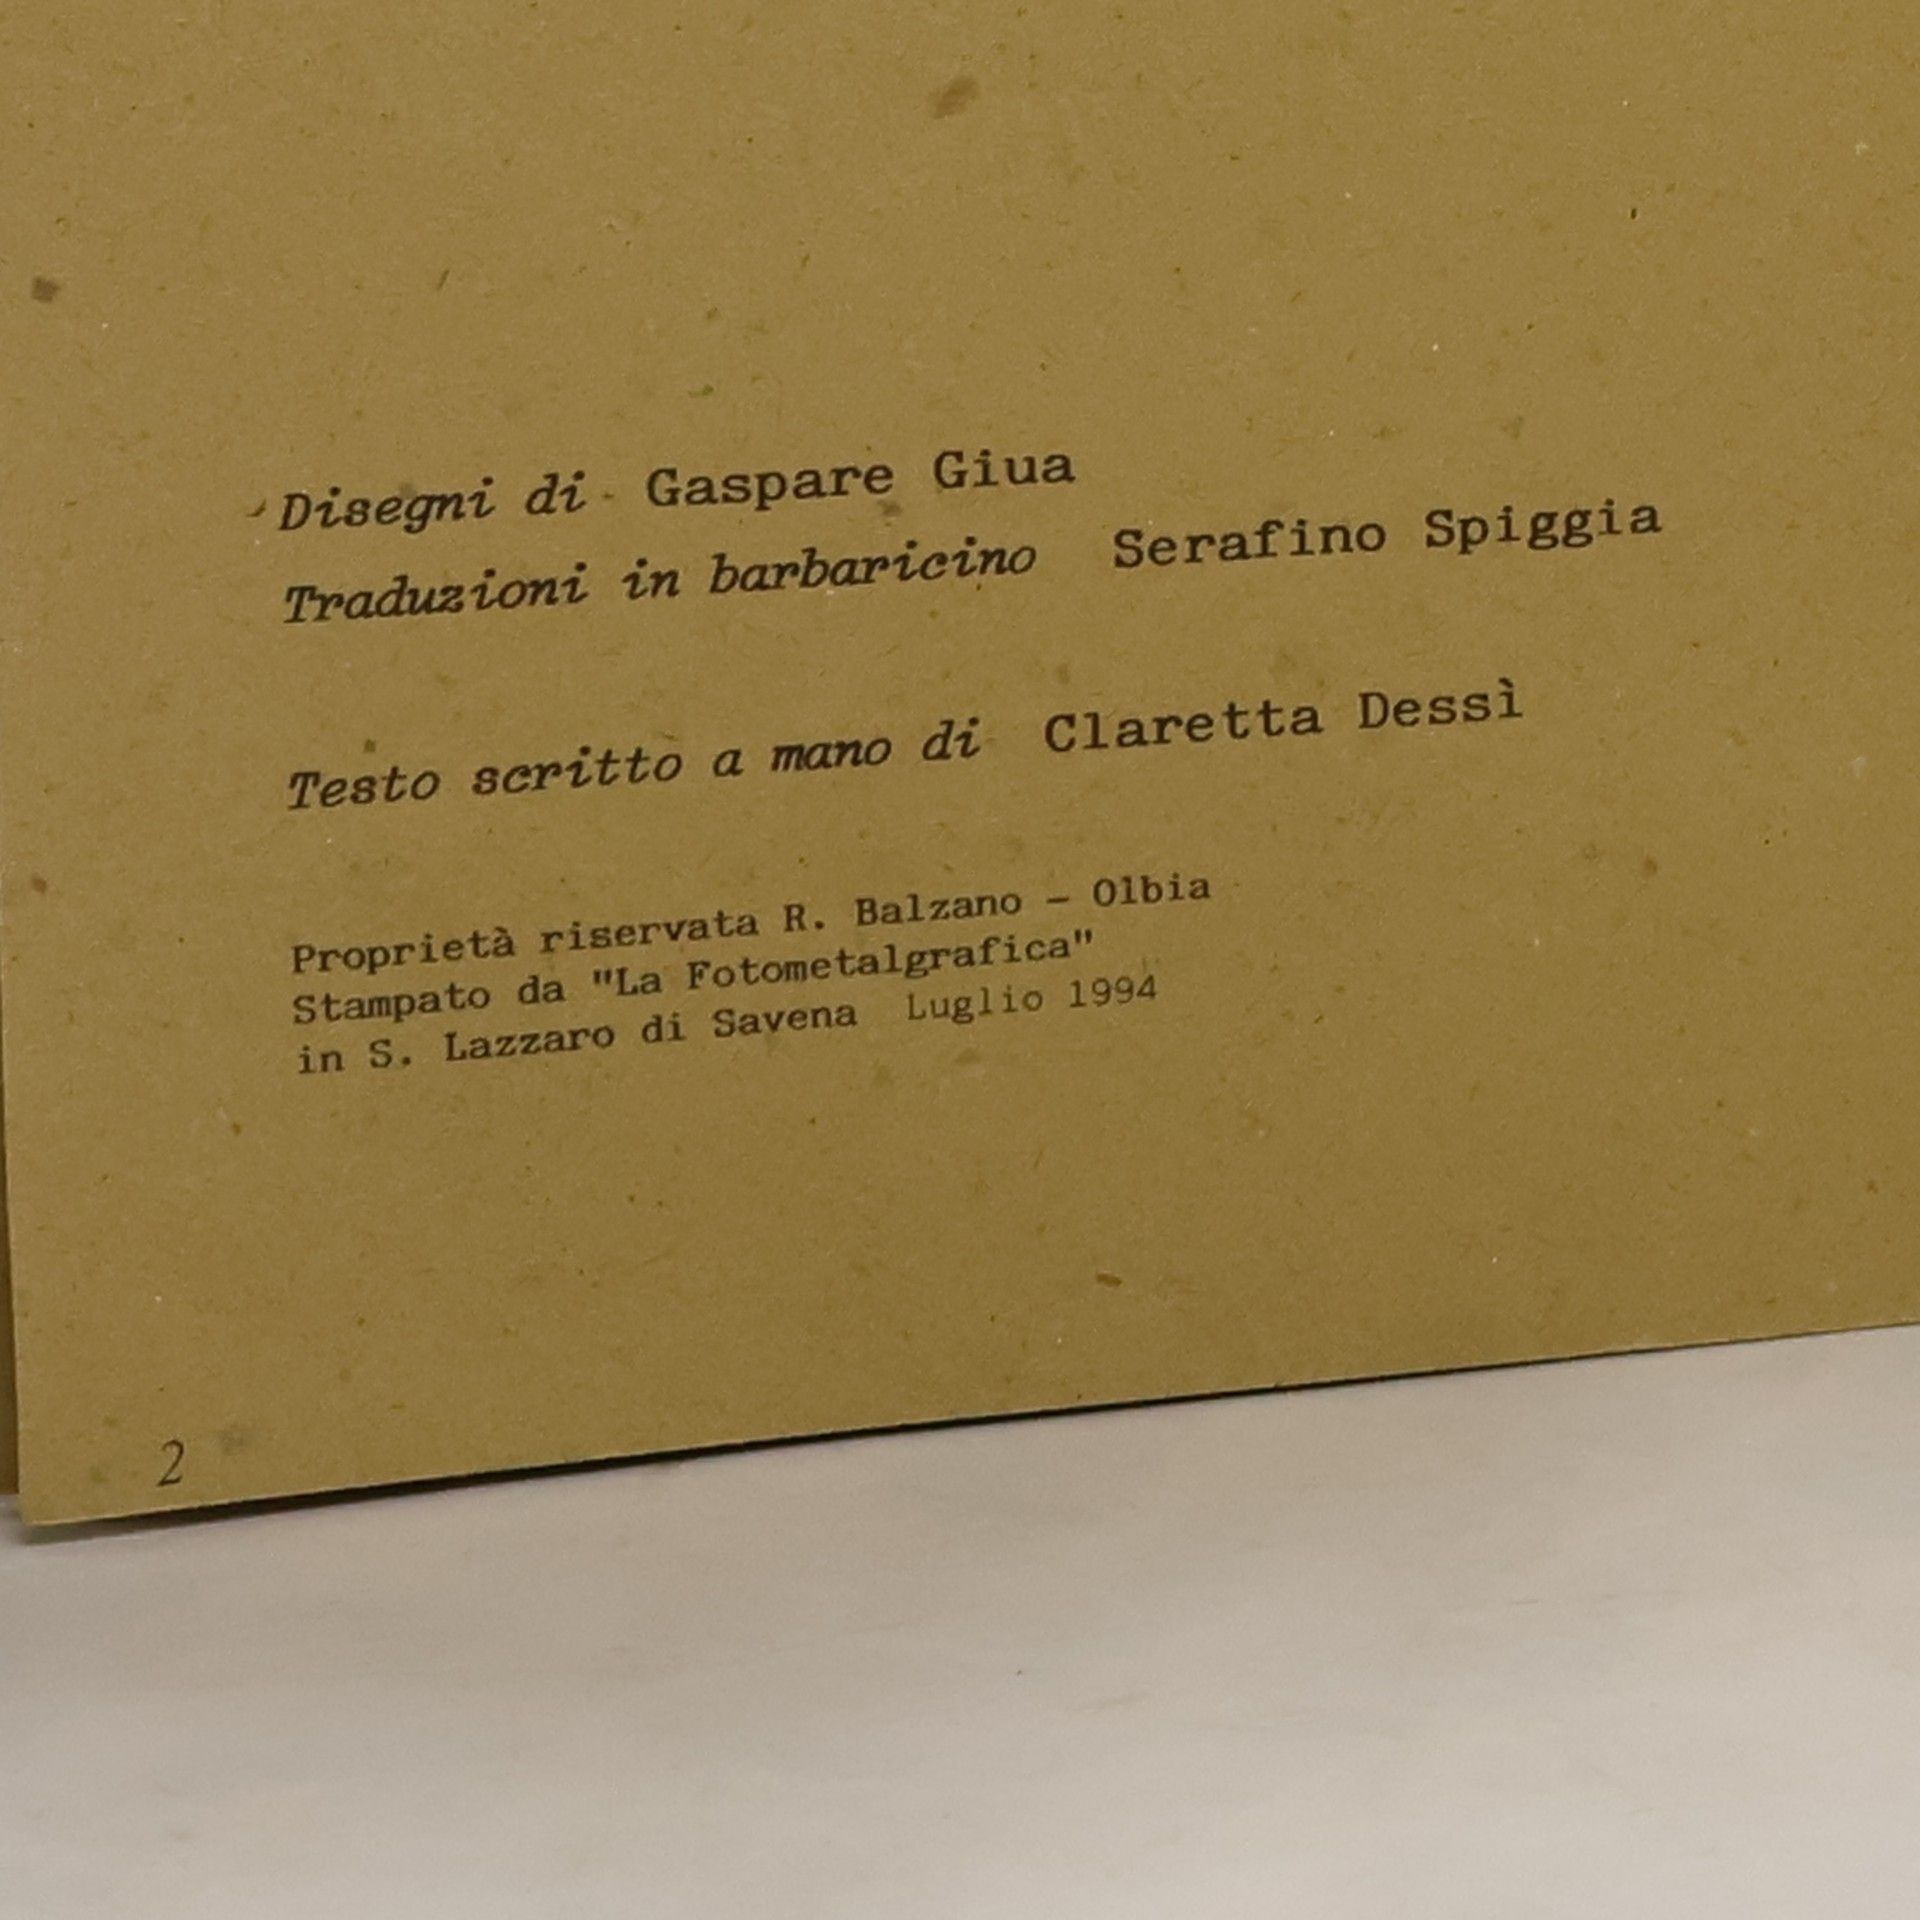 Disegni di Gaspare Giua
Traduzioni in barbaricino Serafino Spiggia
Testo scritto a mano di Claretta Dessì
Proprietà riservata R. Balzano - Olbia
Stampato da "La Fotometalgrafica"
in S. Lazzaro di Savena Luglio 1994
2